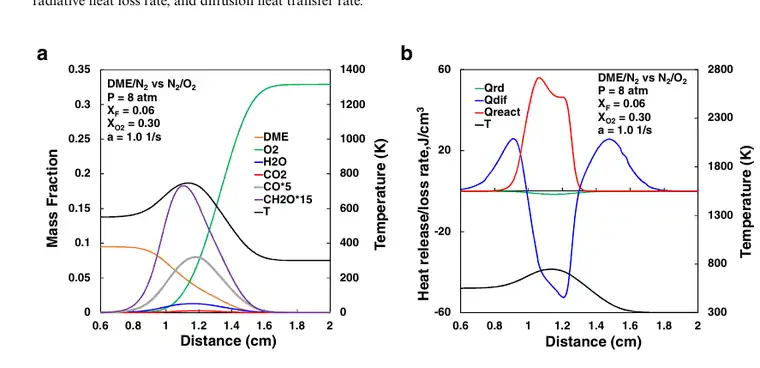 radiative heat loss rate, and diffusion heat transfer rate.
a
0.35
0.3
0.25
0.2
0.15
0.1
0.05
0
Mass Fraction
DME/N2 vs N2/O2
P = 8 atm
XF = 0.06
XO2 = 0.30
a = 1.0 1/s
DME
O2
H2O
CO2
CO*5
CH2O*15
T
1400
1200
1000
800
600
400
200
0
Temperature (K)
0.6 0.8 1 1.2 1.4 1.6 1.8 2
Distance (cm)
b
60
20
-20
-60
Heat release/loss rate,J/cm3
Qrd
Qdif
Qreact
T
DME/N2 vs N2/O2
P = 8 atm
XF = 0.06
XO2 = 0.30
a = 1.0 1/s
2800
2300
1800
1300
800
300
Temperature (K)
0.6 0.8 1 1.2 1.4 1.6 1.8 2
Distance (cm)